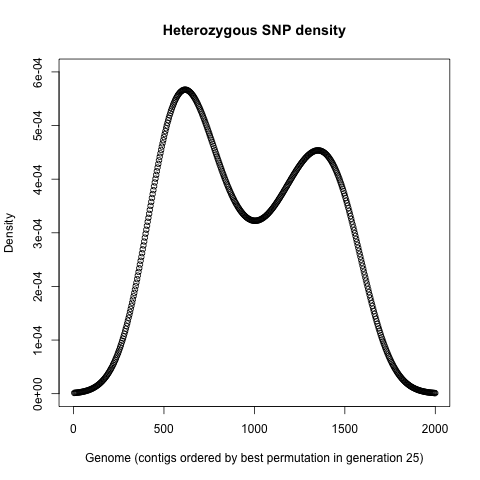 Heterozygous SNP density
6e-04
5e-04
4e-04
3e-04
2e-04
1e-04
0e+00
Density
0 500 1000 1500 2000
Genome (contigs ordered by best permutation in generation 25)